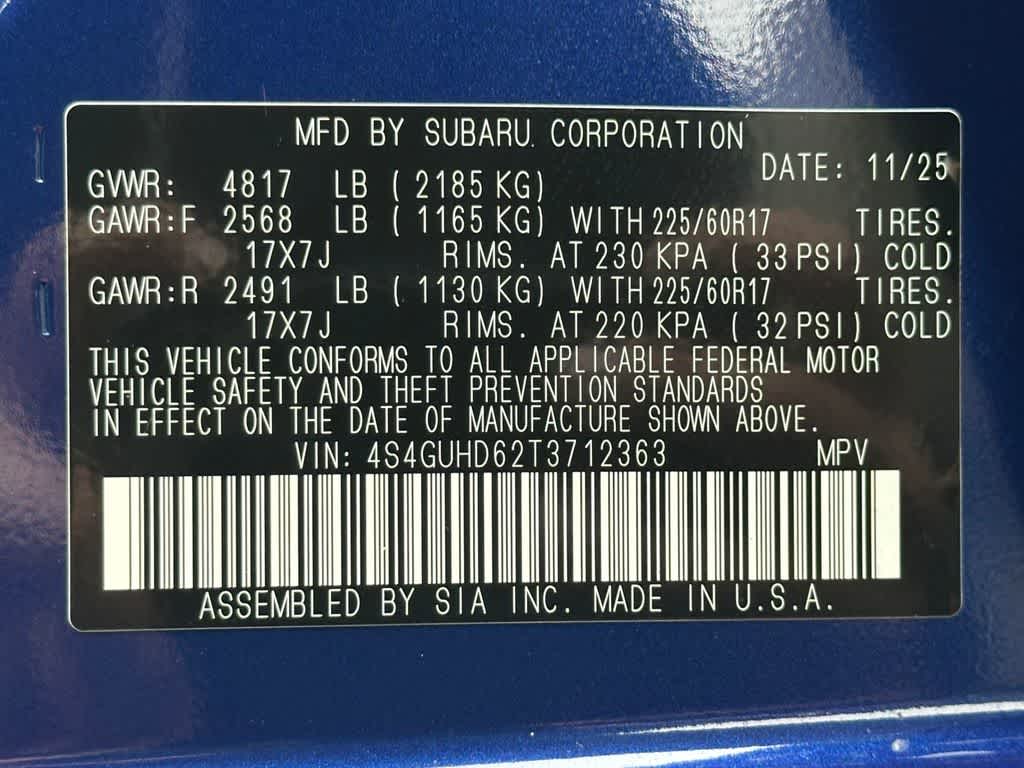 MFD BY SUBARU CORPORATION
DATE: 11/25
GVWR: 4817 LB ( 2185 KG)
GAWR:F 2568 LB ( 1165 KG) WITH 225/60R17 TIRES.
17X7J RIMS. AT 230 KPA ( 33 PSI) COLD
GAWR:R 2491 LB ( 1130 KG) WITH 225/60R17 TIRES.
17X7J RIMS. AT 220 KPA ( 32 PSI) COLD
THIS VEHICLE CONFORMS TO ALL APPLICABLE FEDERAL MOTOR
VEHICLE SAFETY AND THEFT PREVENTION STANDARDS
IN EFFECT ON THE DATE OF MANUFACTURE SHOWN ABOVE.
VIN: 4S4GUHD62T3712363 MPV
ASSEMBLED BY SIA INC. MADE IN U.S.A.